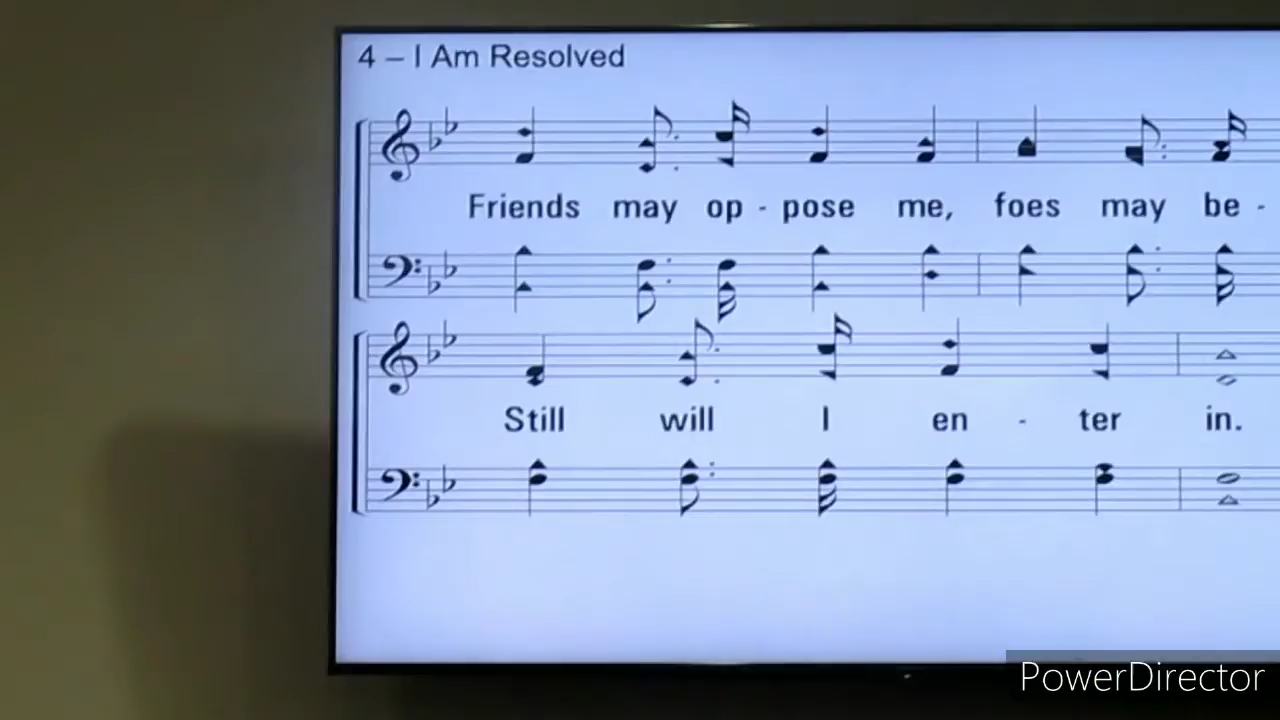 4 – I Am Resolved
Friends may op - pose me, foes may be -
Still will I en - ter in.
PowerDirector